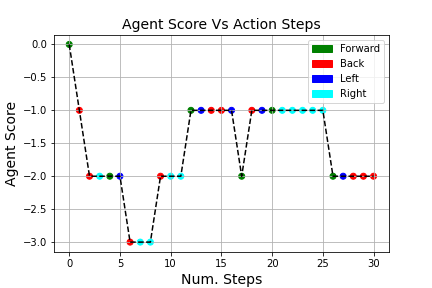 Agent Score Vs Action Steps
0.0
−0.5
−1.0
−1.5
−2.0
−2.5
−3.0
Agent Score
Forward
Back
Left
Right
0 5 10 15 20 25 30
Num. Steps